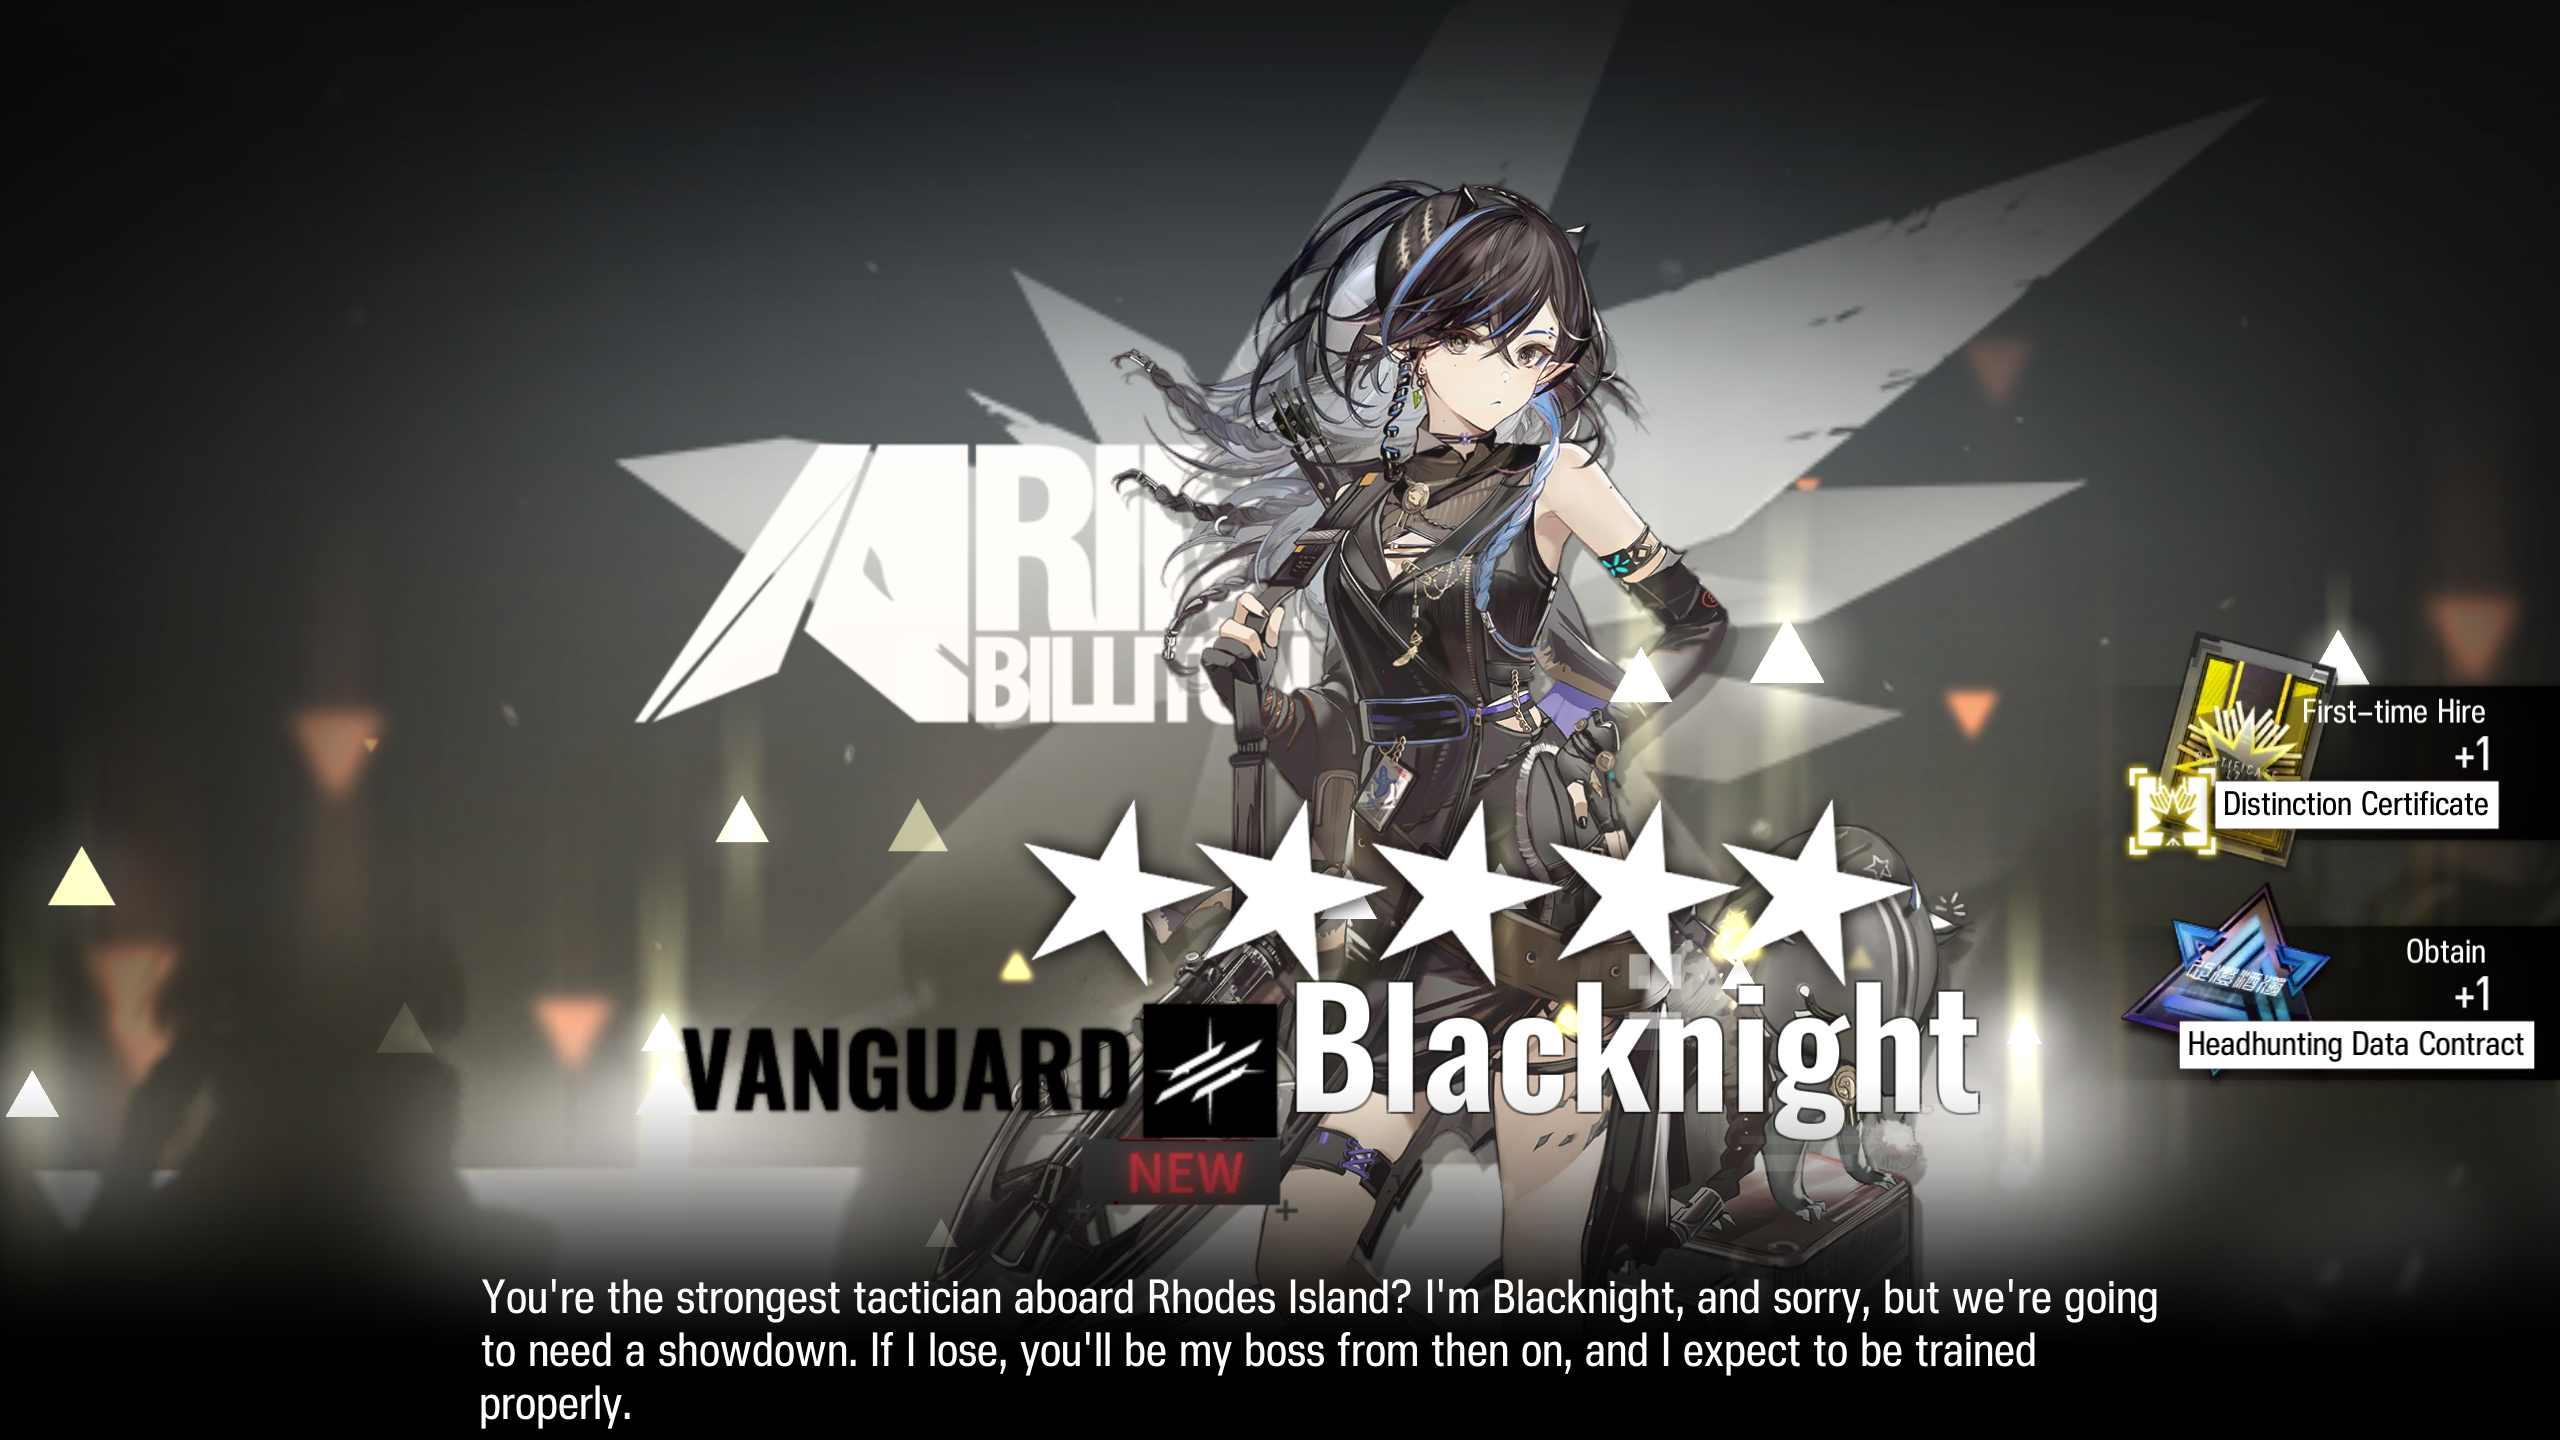 RI
BILLITON
First-time Hire
+1
Distinction Certificate
Obtain
+1
Headhunting Data Contract
VANGUARD
Blacknight
NEW
You're the strongest tactician aboard Rhodes Island? I'm Blacknight, and sorry, but we're going
to need a showdown. If I lose, you'll be my boss from then on, and I expect to be trained
properly.